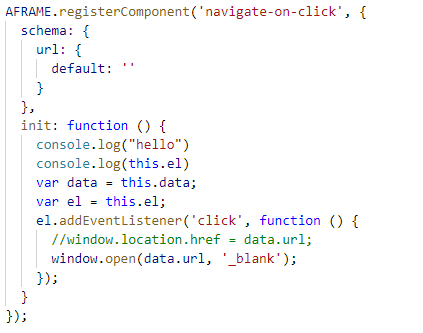 AFRAME.registerComponent('navigate-on-click', {
  schema: {
    url: {
      default: ''
    }
  },
  init: function () {
    console.log("hello")
    console.log(this.el)
    var data = this.data;
    var el = this.el;
    el.addEventListener('click', function () {
      //window.location.href = data.url;
      window.open(data.url, '_blank');
    });
  }
});